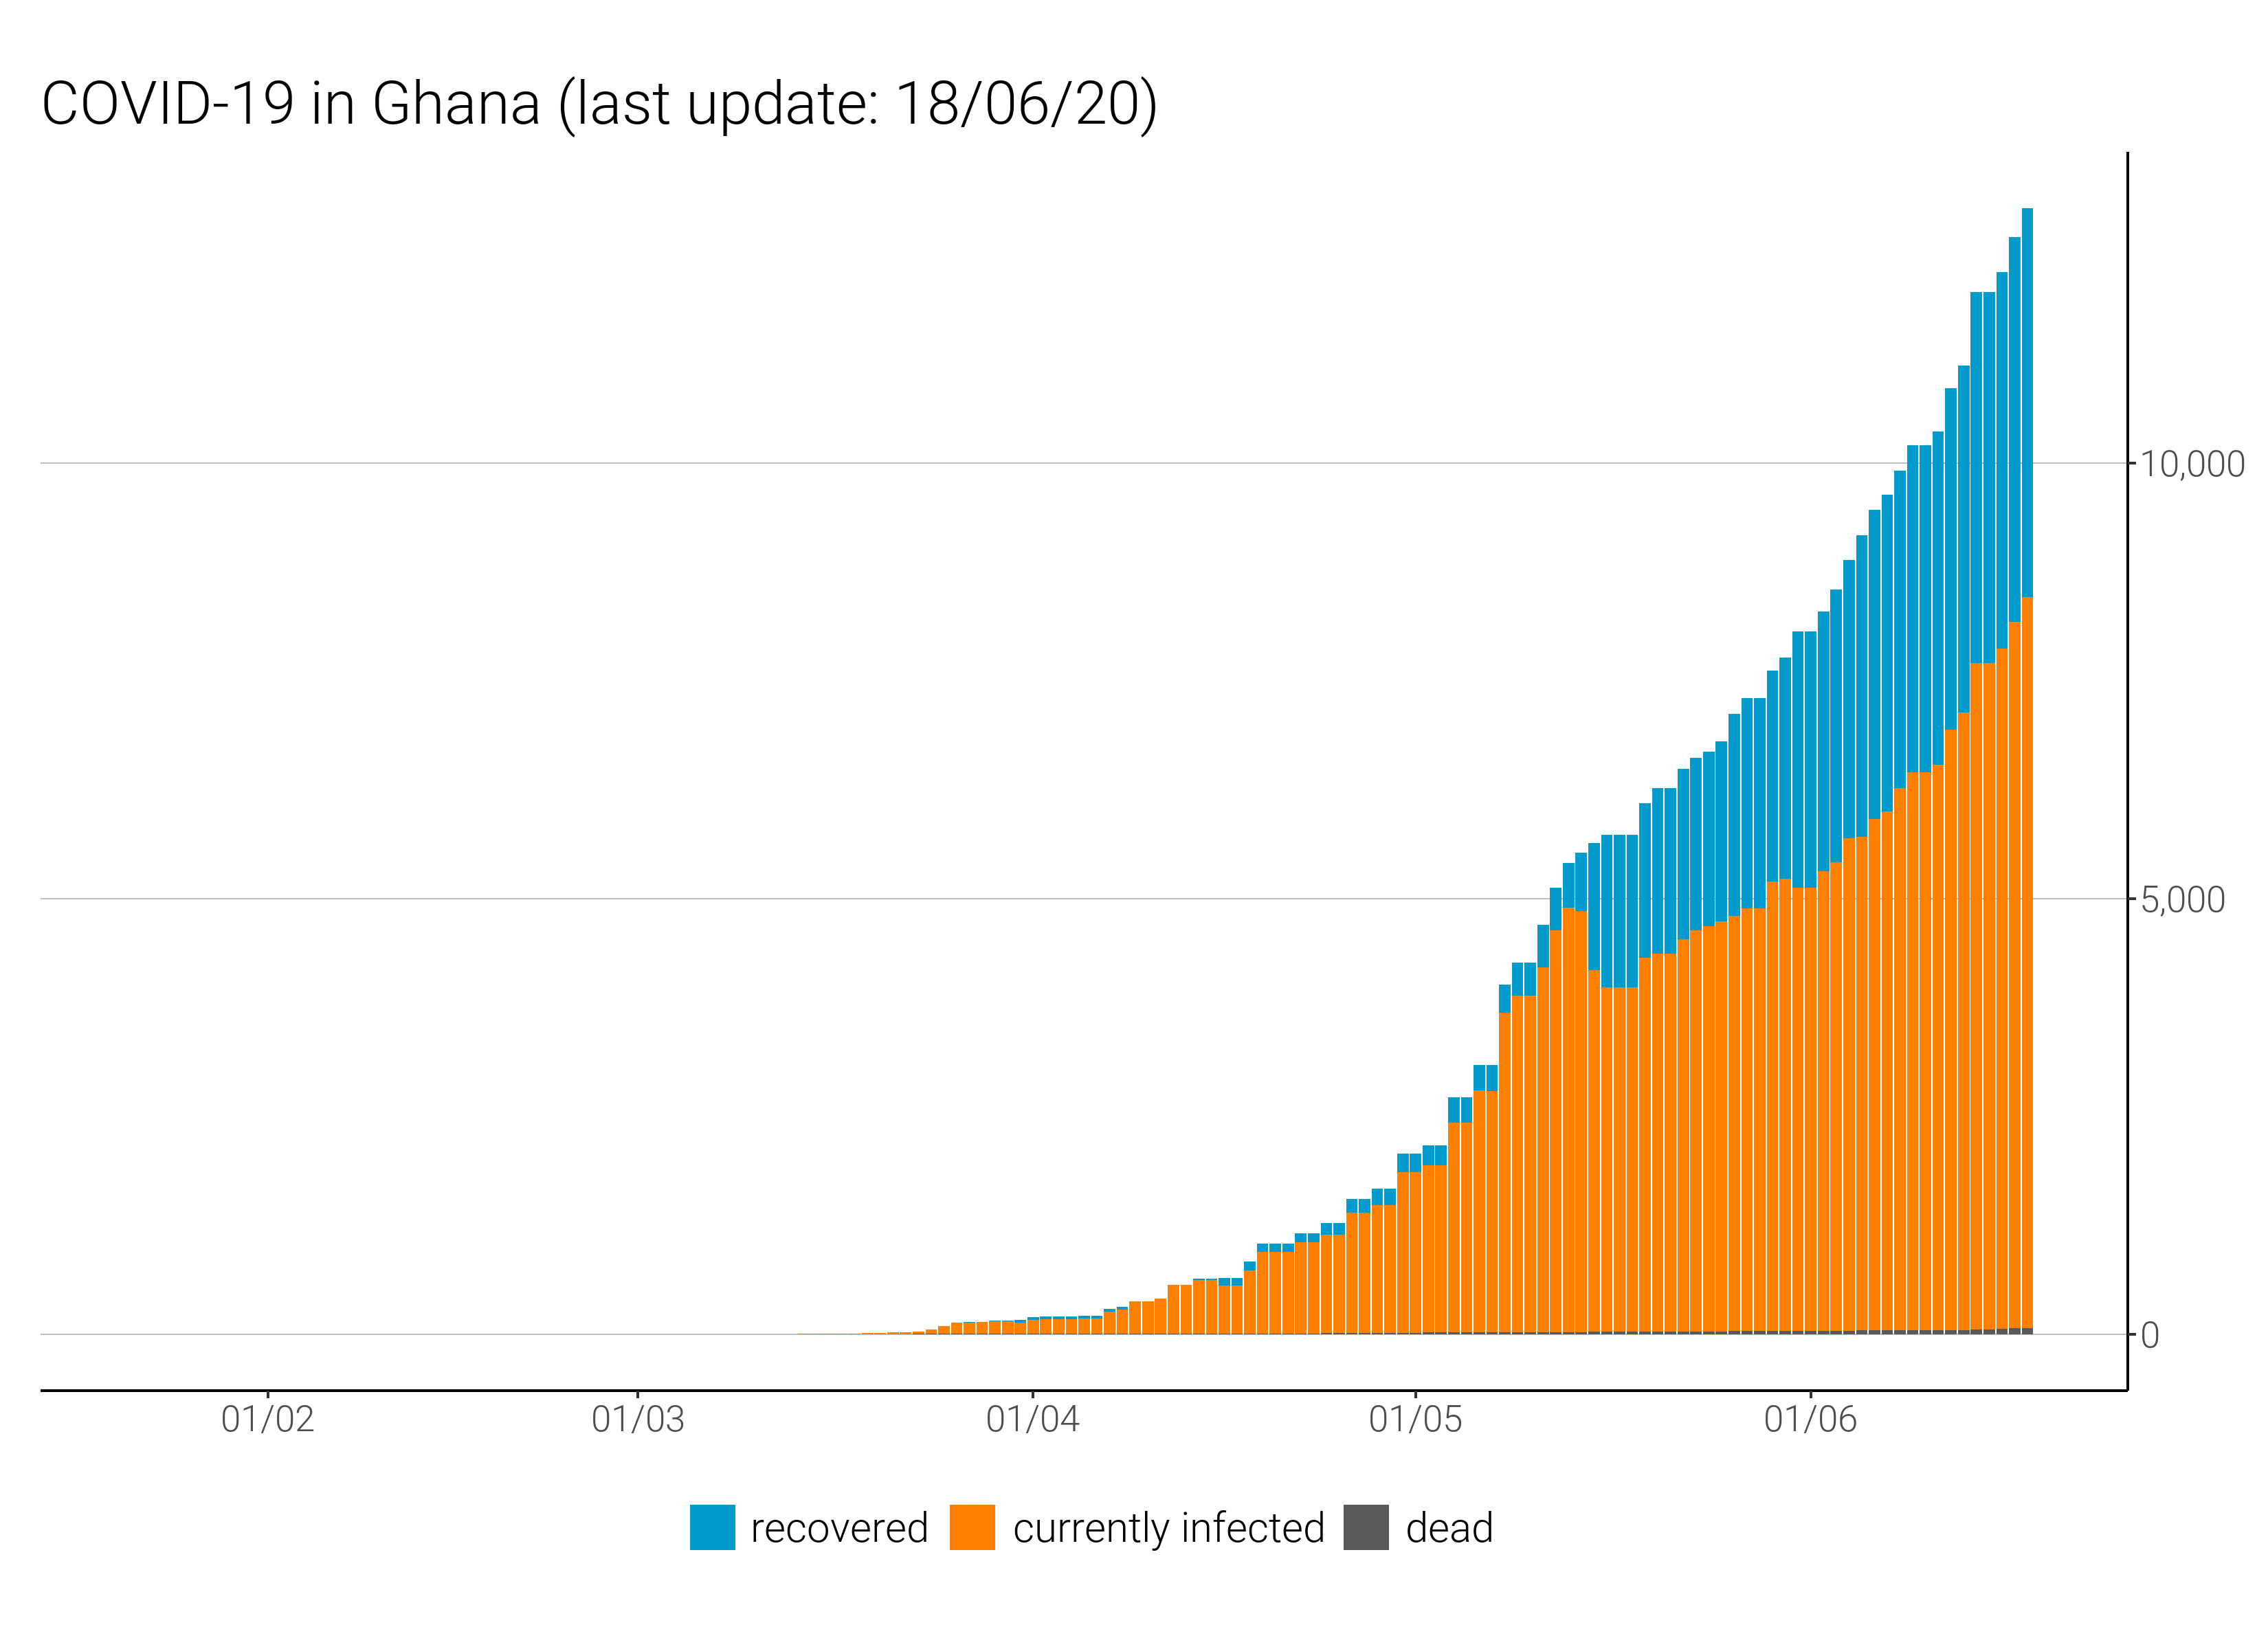 COVID-19 in Ghana (last update: 18/06/20)
10,000
5,000
0
01/02 01/03 01/04 01/05 01/06
recovered currently infected dead